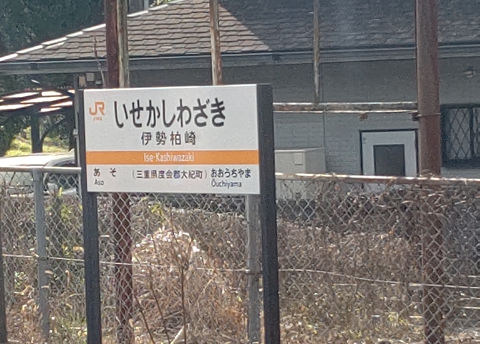 JR
いせかしわざき
伊勢柏崎
Ise-Kashiwazaki
あそ (三重県度会郡大紀町) おおうちやま
Aso Ōuchiyama